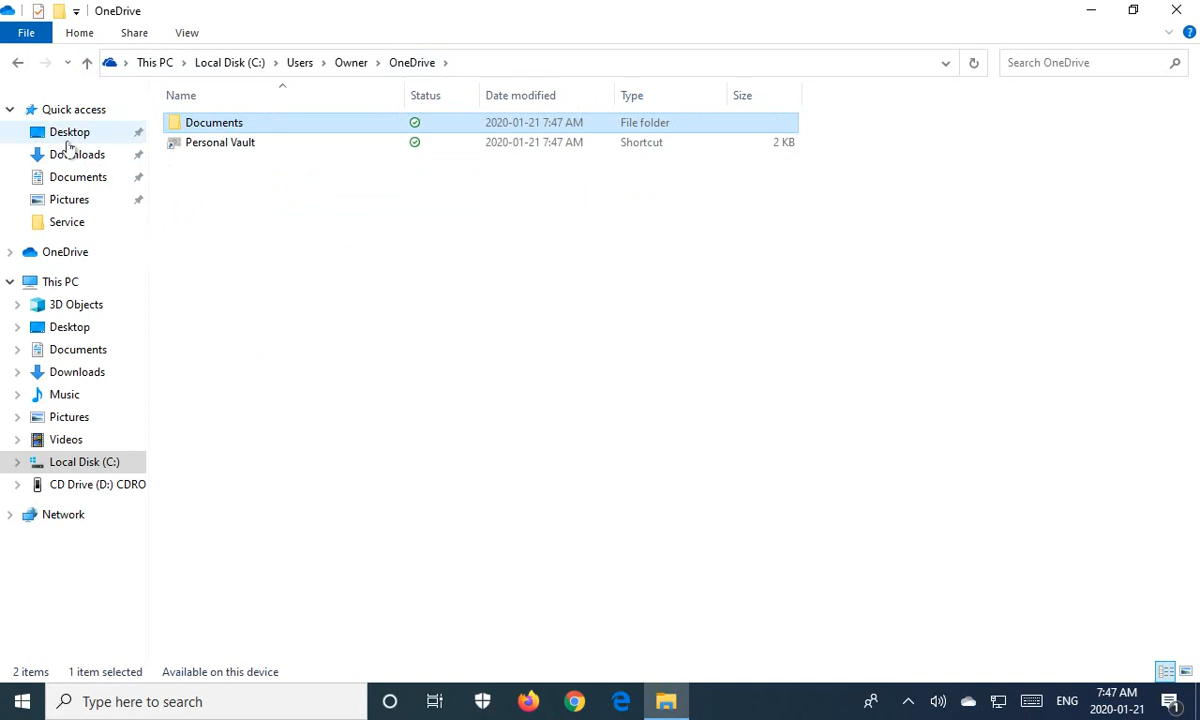 OneDrive
File Home Share View
This PC Local Disk (C:) Users Owner OneDrive
Search OneDrive
Name Status Date modified Type Size
Quick access
Desktop
Downloads
Documents
Pictures
Service
OneDrive
This PC
3D Objects
Desktop
Documents
Downloads
Music
Pictures
Videos
Local Disk (C:)
CD Drive (D:) CDRO
Network
Documents 2020-01-21 7:47 AM File folder
Personal Vault 2020-01-21 7:47 AM Shortcut 2 KB
2 items 1 item selected Available on this device
Type here to search
ENG
7:47 AM
2020-01-21
1